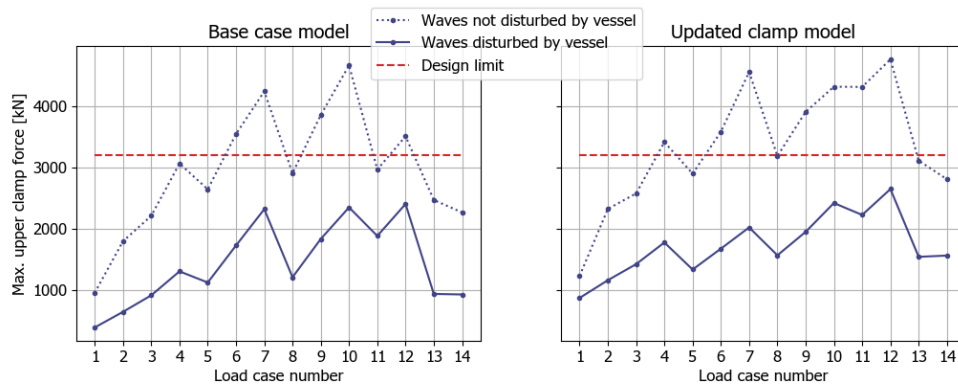 Base case model
Updated clamp model
Waves not disturbed by vessel
Waves disturbed by vessel
Design limit
Max. upper clamp force [kN]
4000
3000
2000
1000
1 2 3 4 5 6 7 8 9 10 11 12 13 14
Load case number
1 2 3 4 5 6 7 8 9 10 11 12 13 14
Load case number